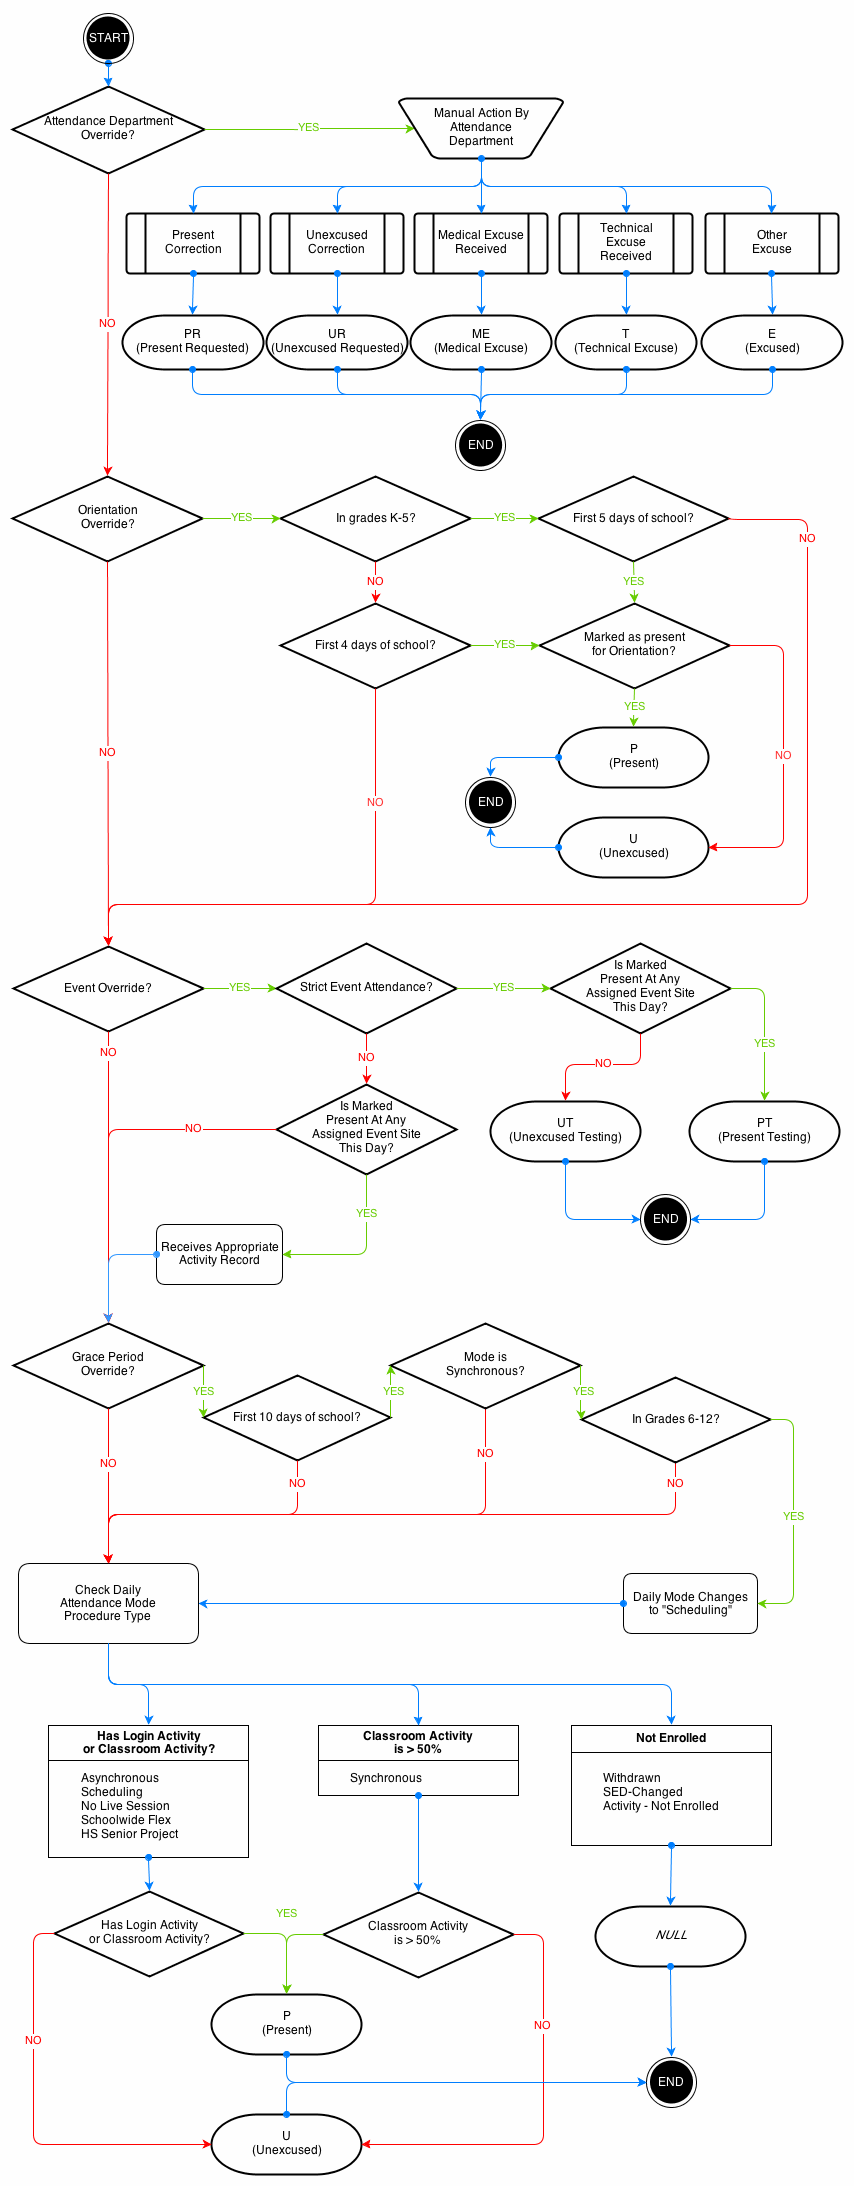 START
Attendance Department
Override?
YES
Manual Action By
Attendance
Department
Present
Correction
Unexcused
Correction
Medical Excuse
Received
Technical
Excuse
Received
Other
Excuse
NO
PR
(Present Requested)
UR
(Unexcused Requested)
ME
(Medical Excuse)
T
(Technical Excuse)
E
(Excused)
END
Orientation
Override?
YES
In grades K-5?
YES
First 5 days of school?
NO
NO
YES
First 4 days of school?
YES
Marked as present
for Orientation?
YES
NO
P
(Present)
NO
END
NO
U
(Unexcused)
Event Override?
YES
Strict Event Attendance?
YES
Is Marked
Present At Any
Assigned Event Site
This Day?
NO
NO
NO
YES
Is Marked
Present At Any
Assigned Event Site
This Day?
NO
UT
(Unexcused Testing)
PT
(Present Testing)
YES
END
Receives Appropriate
Activity Record
Grace Period
Override?
YES
First 10 days of school?
YES
Mode is
Synchronous?
YES
In Grades 6-12?
NO
NO
NO
NO
YES
Check Daily
Attendance Mode
Procedure Type
Daily Mode Changes
to "Scheduling"
Has Login Activity
or Classroom Activity?
Asynchronous
Scheduling
No Live Session
Schoolwide Flex
HS Senior Project
Classroom Activity
is > 50%
Synchronous
Not Enrolled
Withdrawn
SED-Changed
Activity - Not Enrolled
Has Login Activity
or Classroom Activity?
YES
Classroom Activity
is > 50%
NULL
NO
P
(Present)
NO
END
U
(Unexcused)